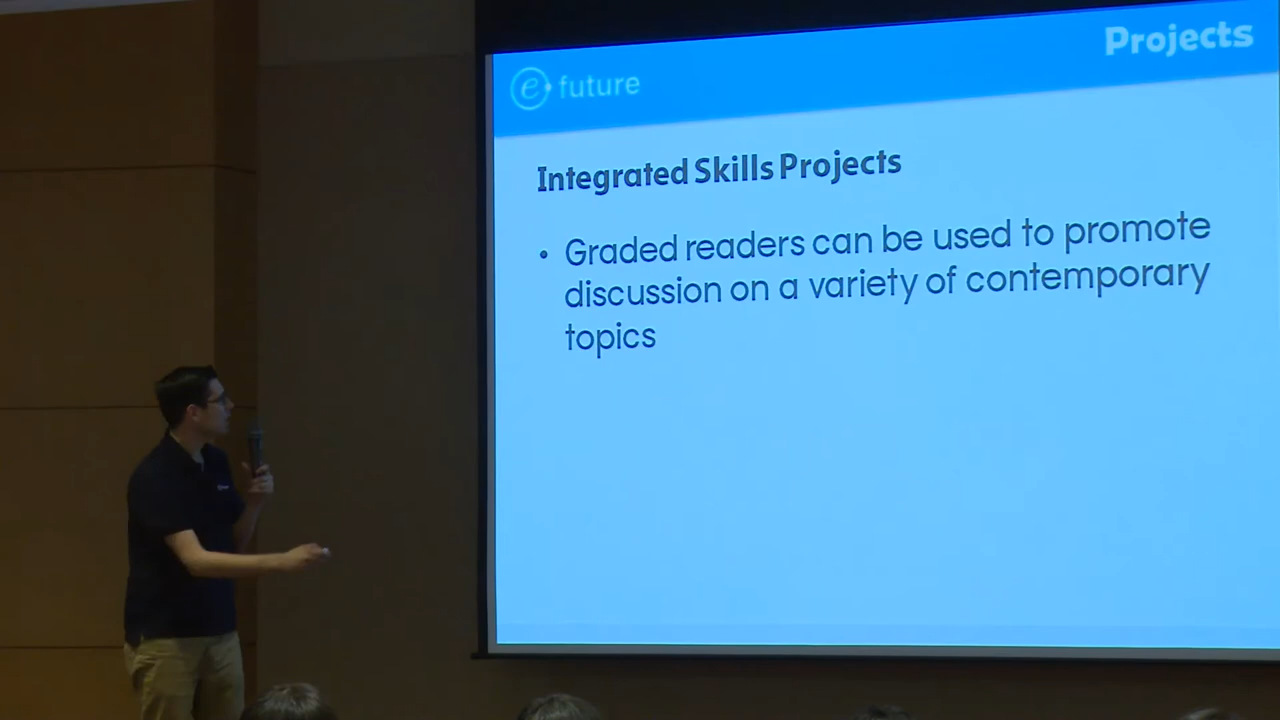 Projects
e future
Integrated Skills Projects
• Graded readers can be used to promote
discussion on a variety of contemporary
topics